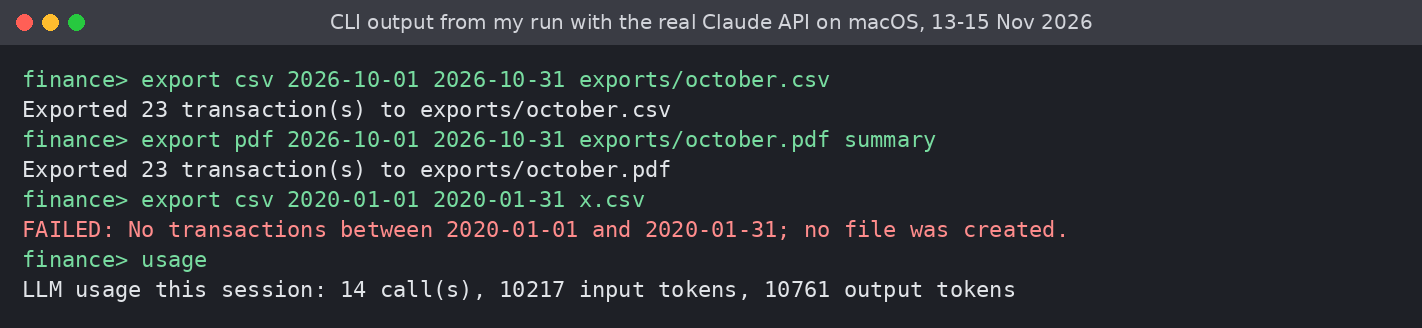 CLI output from my run with the real Claude API on macOS, 13-15 Nov 2026
finance> export csv 2026-10-01 2026-10-31 exports/october.csv
Exported 23 transaction(s) to exports/october.csv
finance> export pdf 2026-10-01 2026-10-31 exports/october.pdf summary
Exported 23 transaction(s) to exports/october.pdf
finance> export csv 2020-01-01 2020-01-31 x.csv
FAILED: No transactions between 2020-01-01 and 2020-01-31; no file was created.
finance> usage
LLM usage this session: 14 call(s), 10217 input tokens, 10761 output tokens